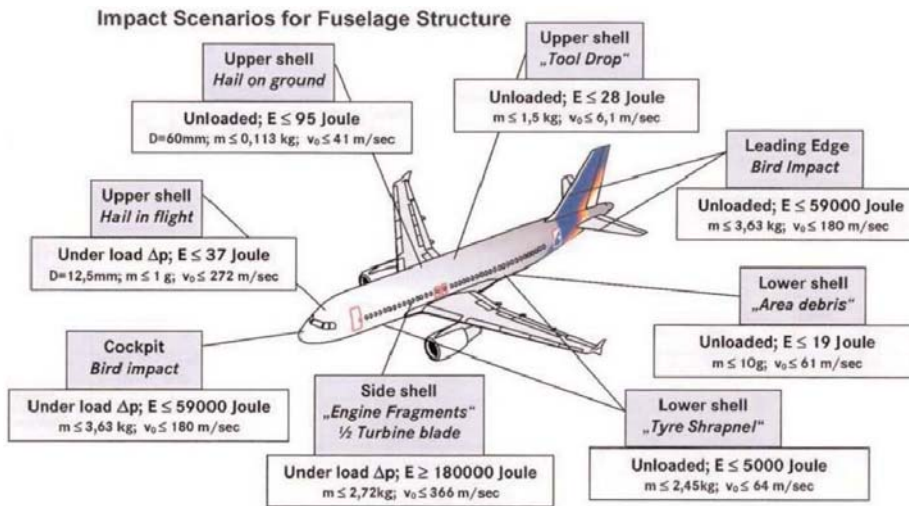 Impact Scenarios for Fuselage Structure
Upper shell
Hail on ground
Unloaded; E ≤ 95 Joule
D=60mm; m ≤ 0,113 kg; v₀ ≤ 41 m/sec
Upper shell
„Tool Drop"
Unloaded; E ≤ 28 Joule
m ≤ 1,5 kg; v₀ ≤ 6,1 m/sec
Leading Edge
Bird Impact
Unloaded; E ≤ 59000 Joule
m ≤ 3,63 kg; v₀ ≤ 180 m/sec
Upper shell
Hail in flight
Under load Δp; E ≤ 37 Joule
D=12,5mm; m ≤ 1 g; v₀ ≤ 272 m/sec
Lower shell
„Area debris"
Unloaded; E ≤ 19 Joule
m ≤ 10g; v₀ ≤ 61 m/sec
Cockpit
Bird impact
Under load Δp; E ≤ 59000 Joule
m ≤ 3,63 kg; v₀ ≤ 180 m/sec
Side shell
„Engine Fragments"
½ Turbine blade
Under load Δp; E ≥ 180000 Joule
m ≤ 2,72kg; v₀ ≤ 366 m/sec
Lower shell
„Tyre Shrapnel"
Unloaded; E ≤ 5000 Joule
m ≤ 2,45kg; v₀ ≤ 64 m/sec